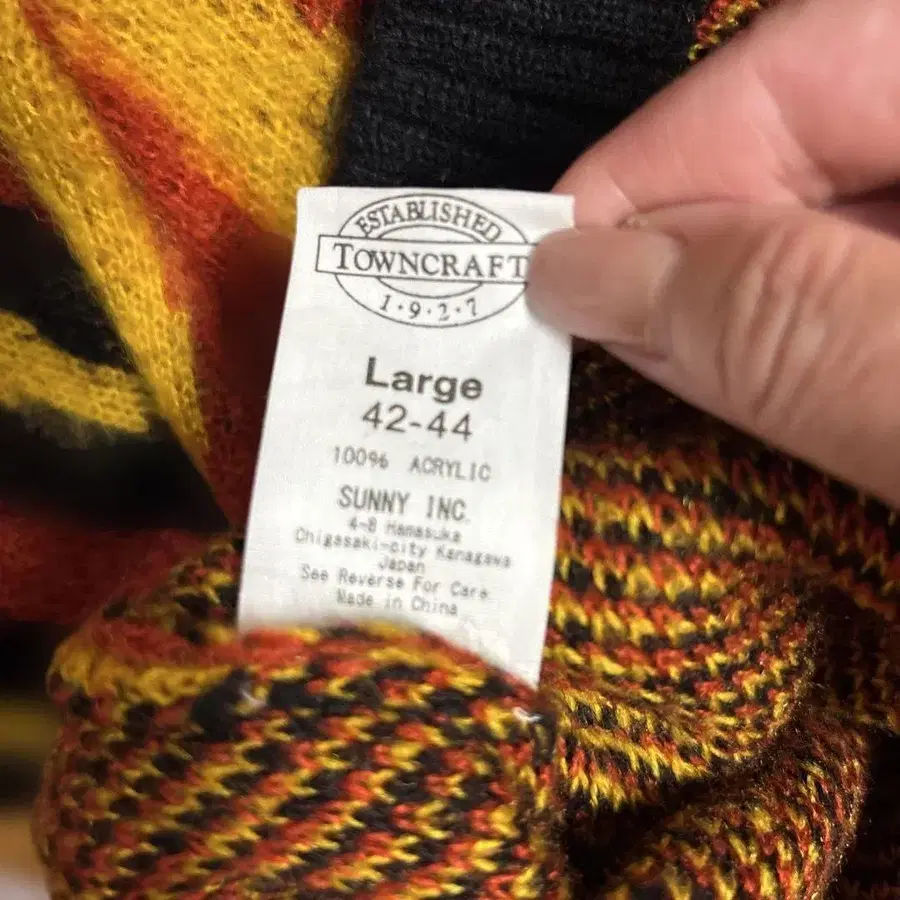 ESTABLISHED
TOWNCRAFT
1·9·2·7
Large
42-44
100% ACRYLIC
SUNNY INC.
4-8 Hamasuka
Chigasaki-city Kanagawa
Japan
See Reverse For Care
Made in China